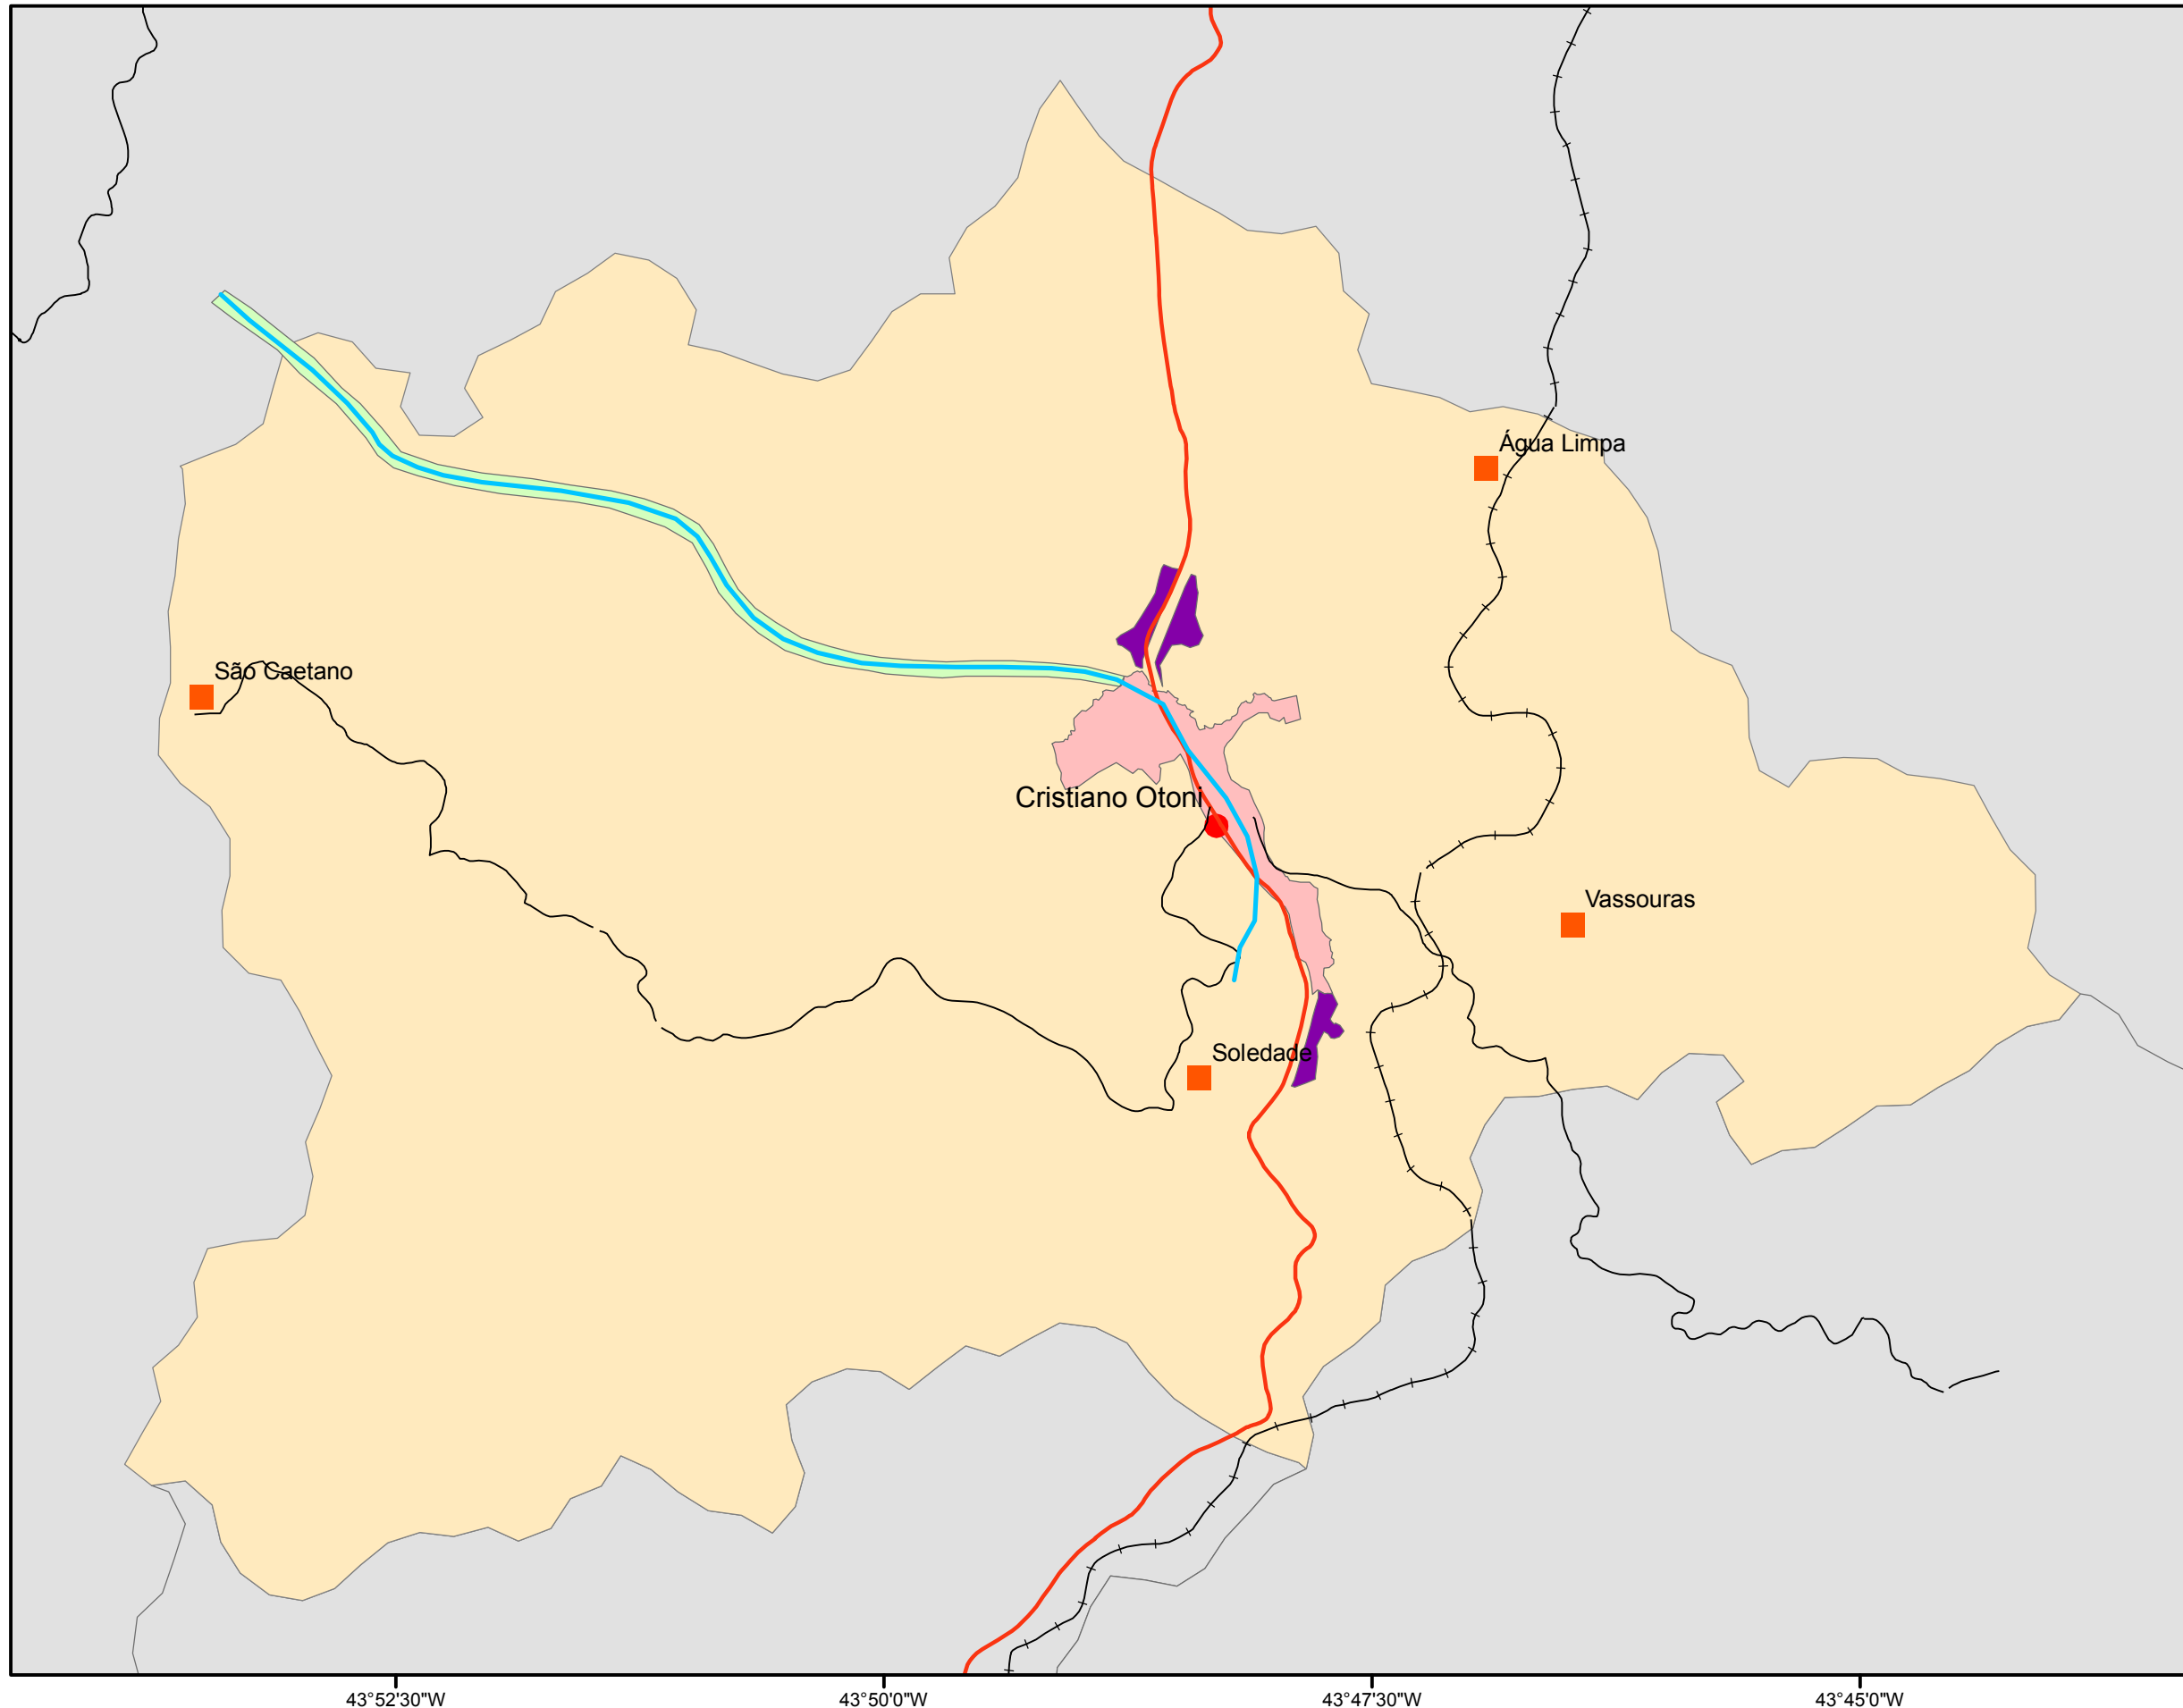 Água Limpa
São Caetano
Cristiano Otoni
Vassouras
Soledade
43°52'30"W
43°50'0"W
43°47'30"W
43°45'0"W